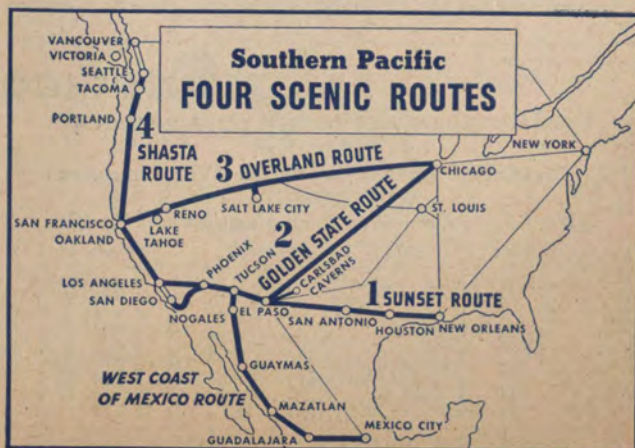 Southern Pacific
FOUR SCENIC ROUTES
VANCOUVER
VICTORIA
SEATTLE
TACOMA
PORTLAND
4
SHASTA
ROUTE
3 OVERLAND ROUTE
CHICAGO
NEW YORK
SALT LAKE CITY
RENO
LAKE
TAHOE
SAN FRANCISCO
OAKLAND
ST. LOUIS
2
GOLDEN STATE ROUTE
CARLSBAD
CAVERNS
PHOENIX
TUCSON
LOS ANGELES
SAN DIEGO
NOGALES
EL PASO
1 SUNSET ROUTE
SAN ANTONIO
HOUSTON
NEW ORLEANS
GUAYMAS
WEST COAST
OF MEXICO ROUTE
MAZATLAN
GUADALAJARA
MEXICO CITY